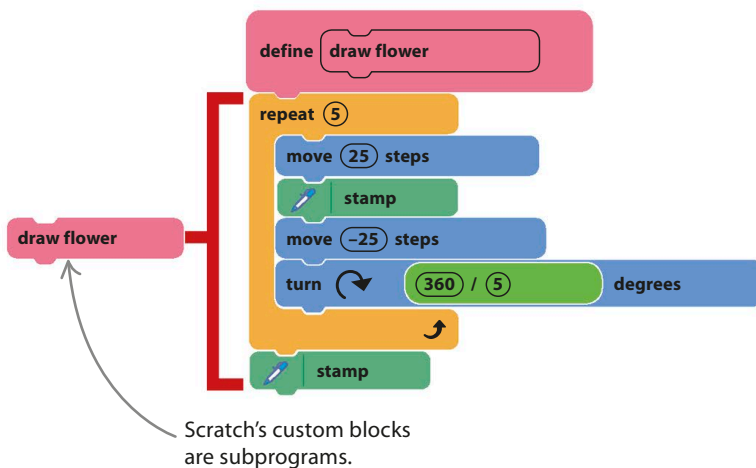 define draw flower
repeat 5
move 25 steps
stamp
draw flower
move –25 steps
turn 360 / 5 degrees
stamp
Scratch’s custom blocks
are subprograms.